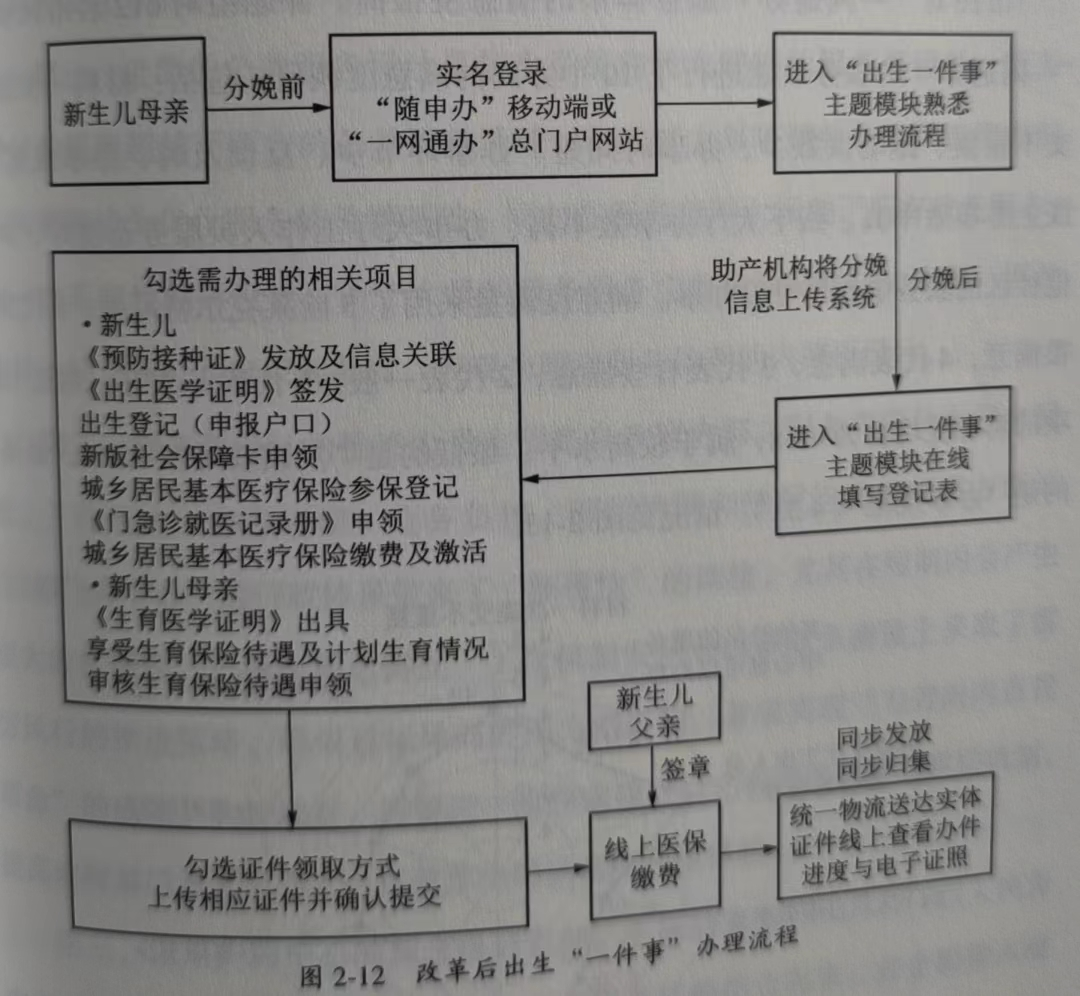 新生儿母亲
分娩前
实名登录
“随申办”移动端或
“一网通办”总门户网站
进入“出生一件事”
主题模块熟悉
办理流程
助产机构将分娩
信息上传系统
分娩后
进入“出生一件事”
主题模块在线
填写登记表
勾选需办理的相关项目
·新生儿
《预防接种证》发放及信息关联
《出生医学证明》签发
出生登记（申报户口）
新版社会保障卡申领
城乡居民基本医疗保险参保登记
《门急诊就医记录册》申领
城乡居民基本医疗保险缴费及激活
·新生儿母亲
《生育医学证明》出具
享受生育保险待遇及计划生育情况
审核生育保险待遇申领
勾选证件领取方式
上传相应证件并确认提交
新生儿
父亲
签章
线上医保
缴费
同步发放
同步归集
统一物流送达实体
证件线上查看办件
进度与电子证照
图 2-12 改革后出生“一件事”办理流程